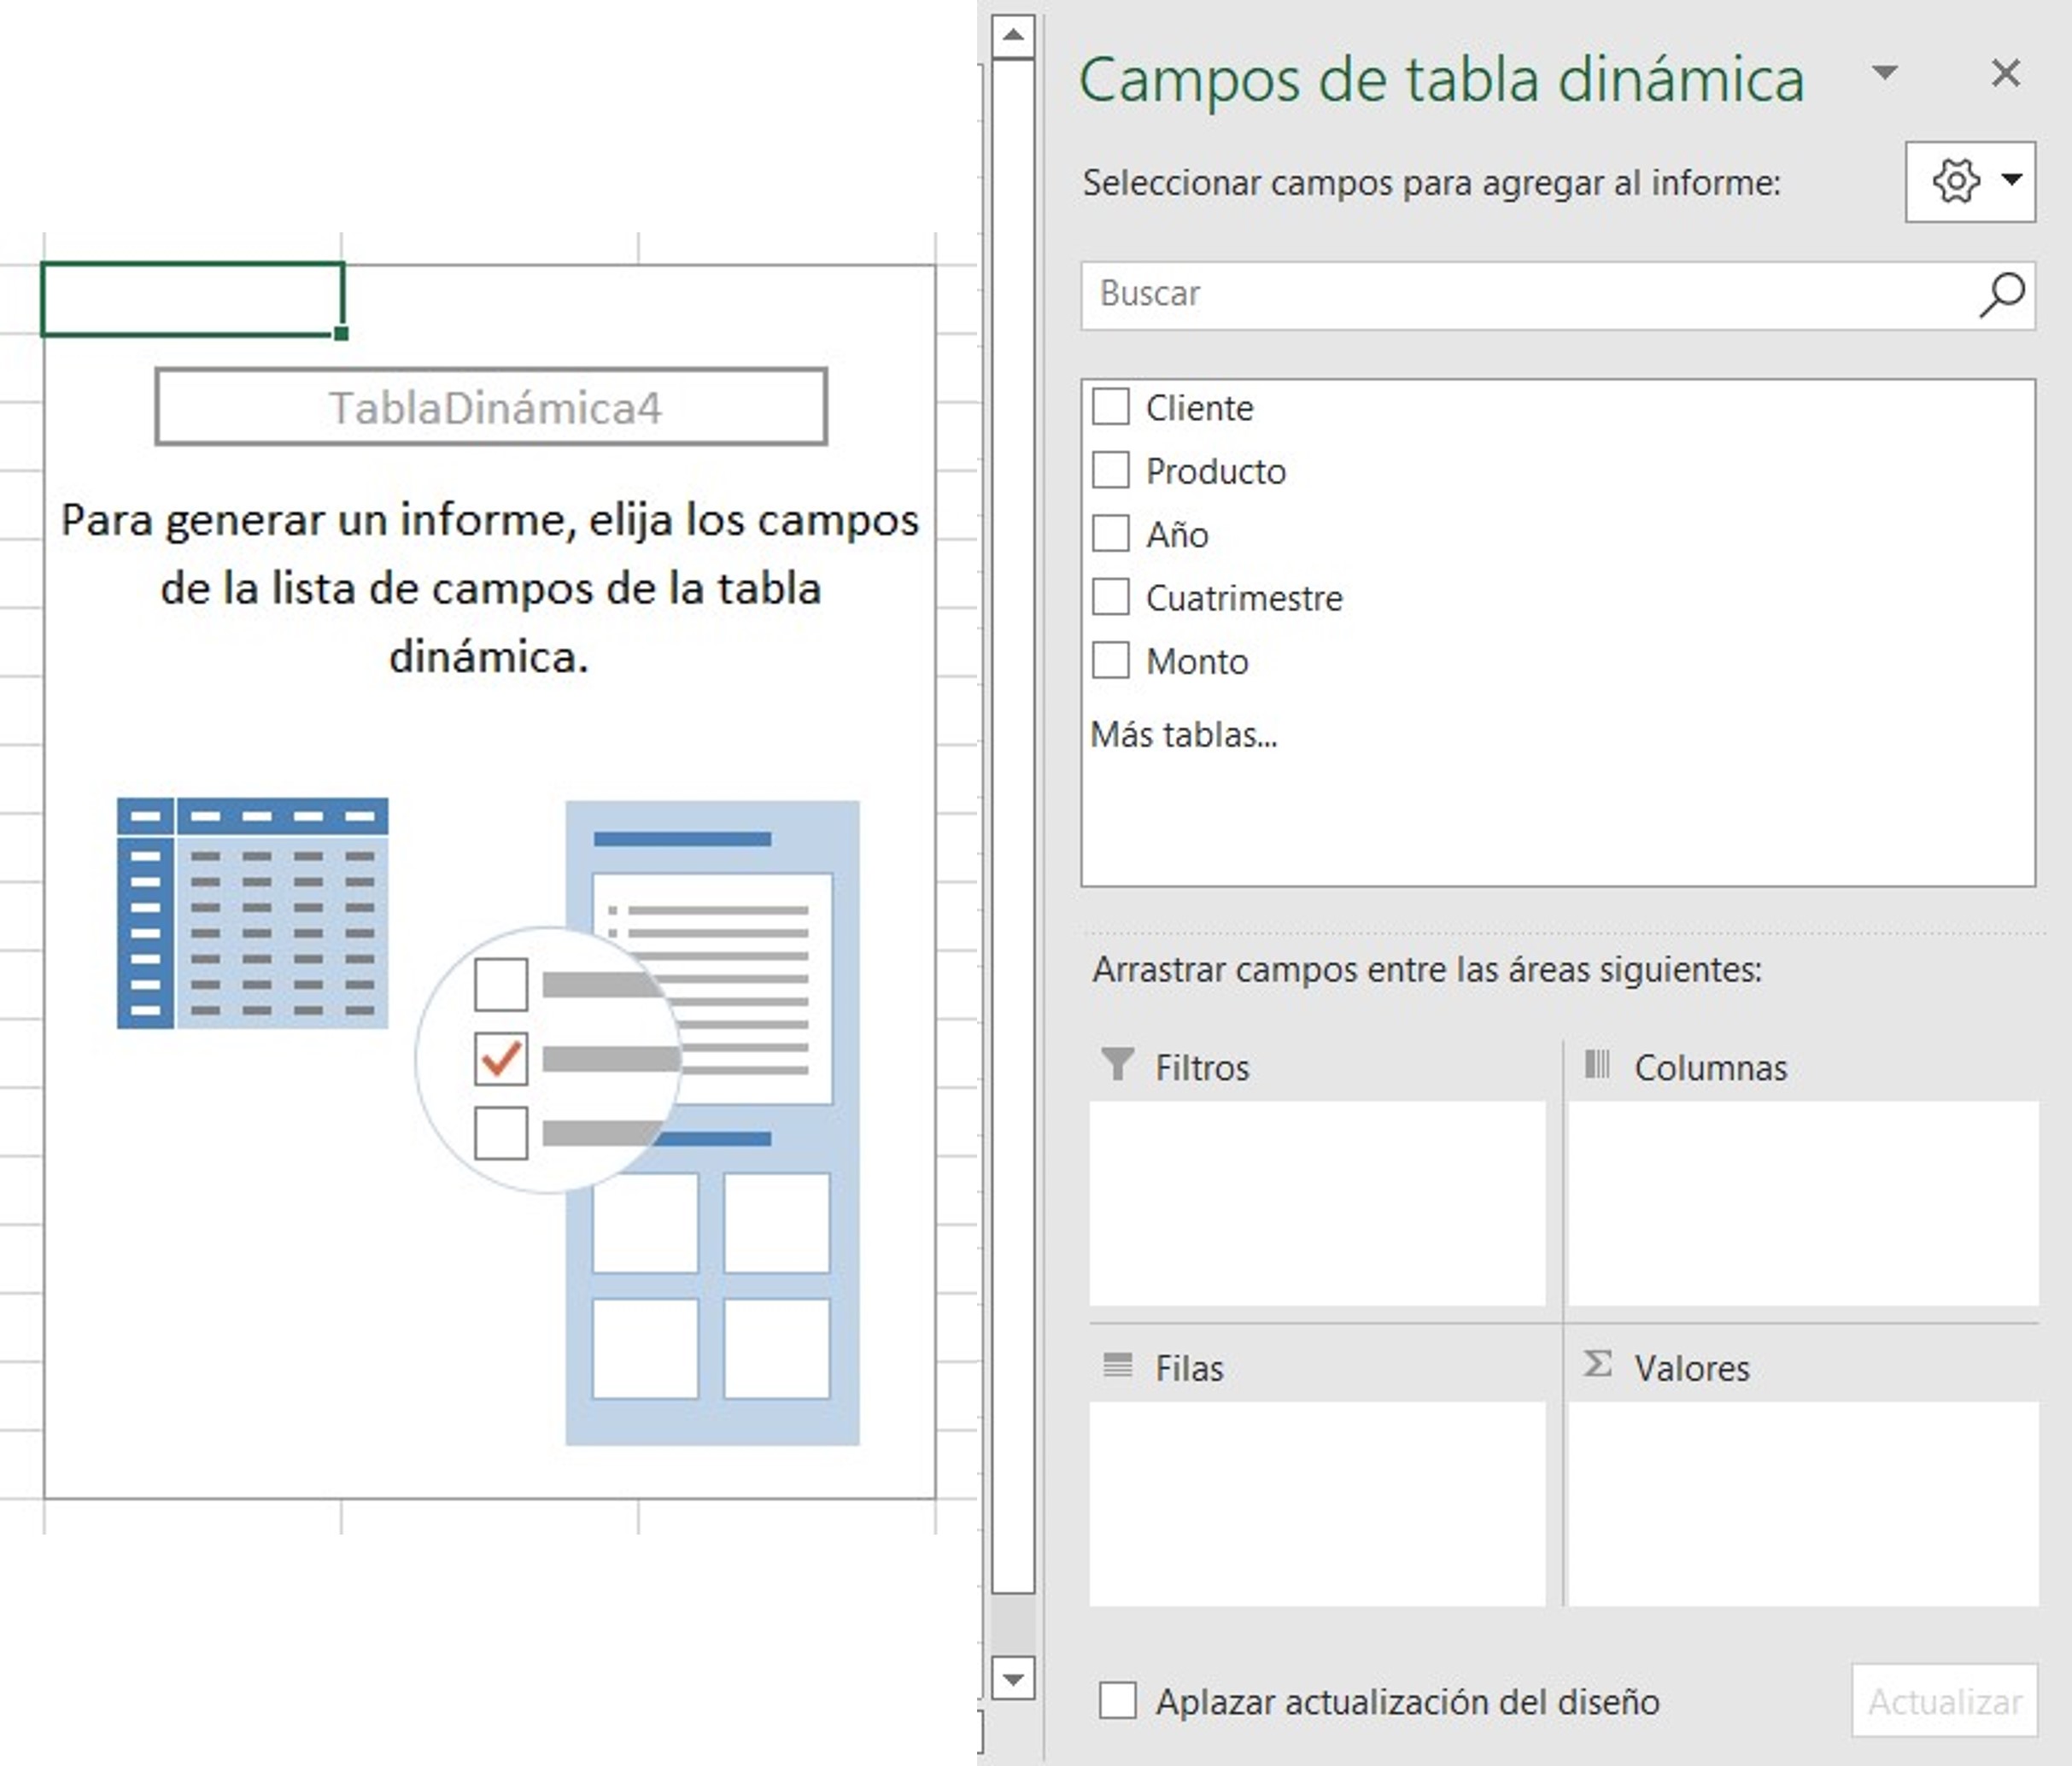 TablaDinámica4
Para generar un informe, elija los campos
de la lista de campos de la tabla
dinámica.
Campos de tabla dinámica
Seleccionar campos para agregar al informe:
Buscar
Cliente
Producto
Año
Cuatrimestre
Monto
Más tablas...
Arrastrar campos entre las áreas siguientes:
Filtros
Columnas
Filas
Σ Valores
Aplazar actualización del diseño
Actualizar